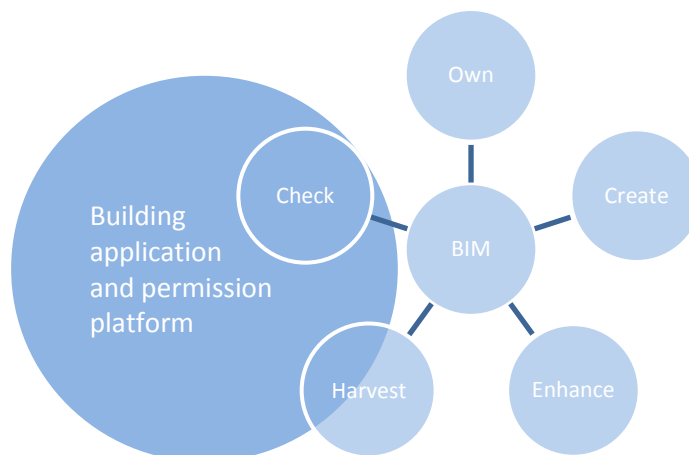 Own
Check
Create
Building
application
and permission
platform
BIM
Harvest
Enhance